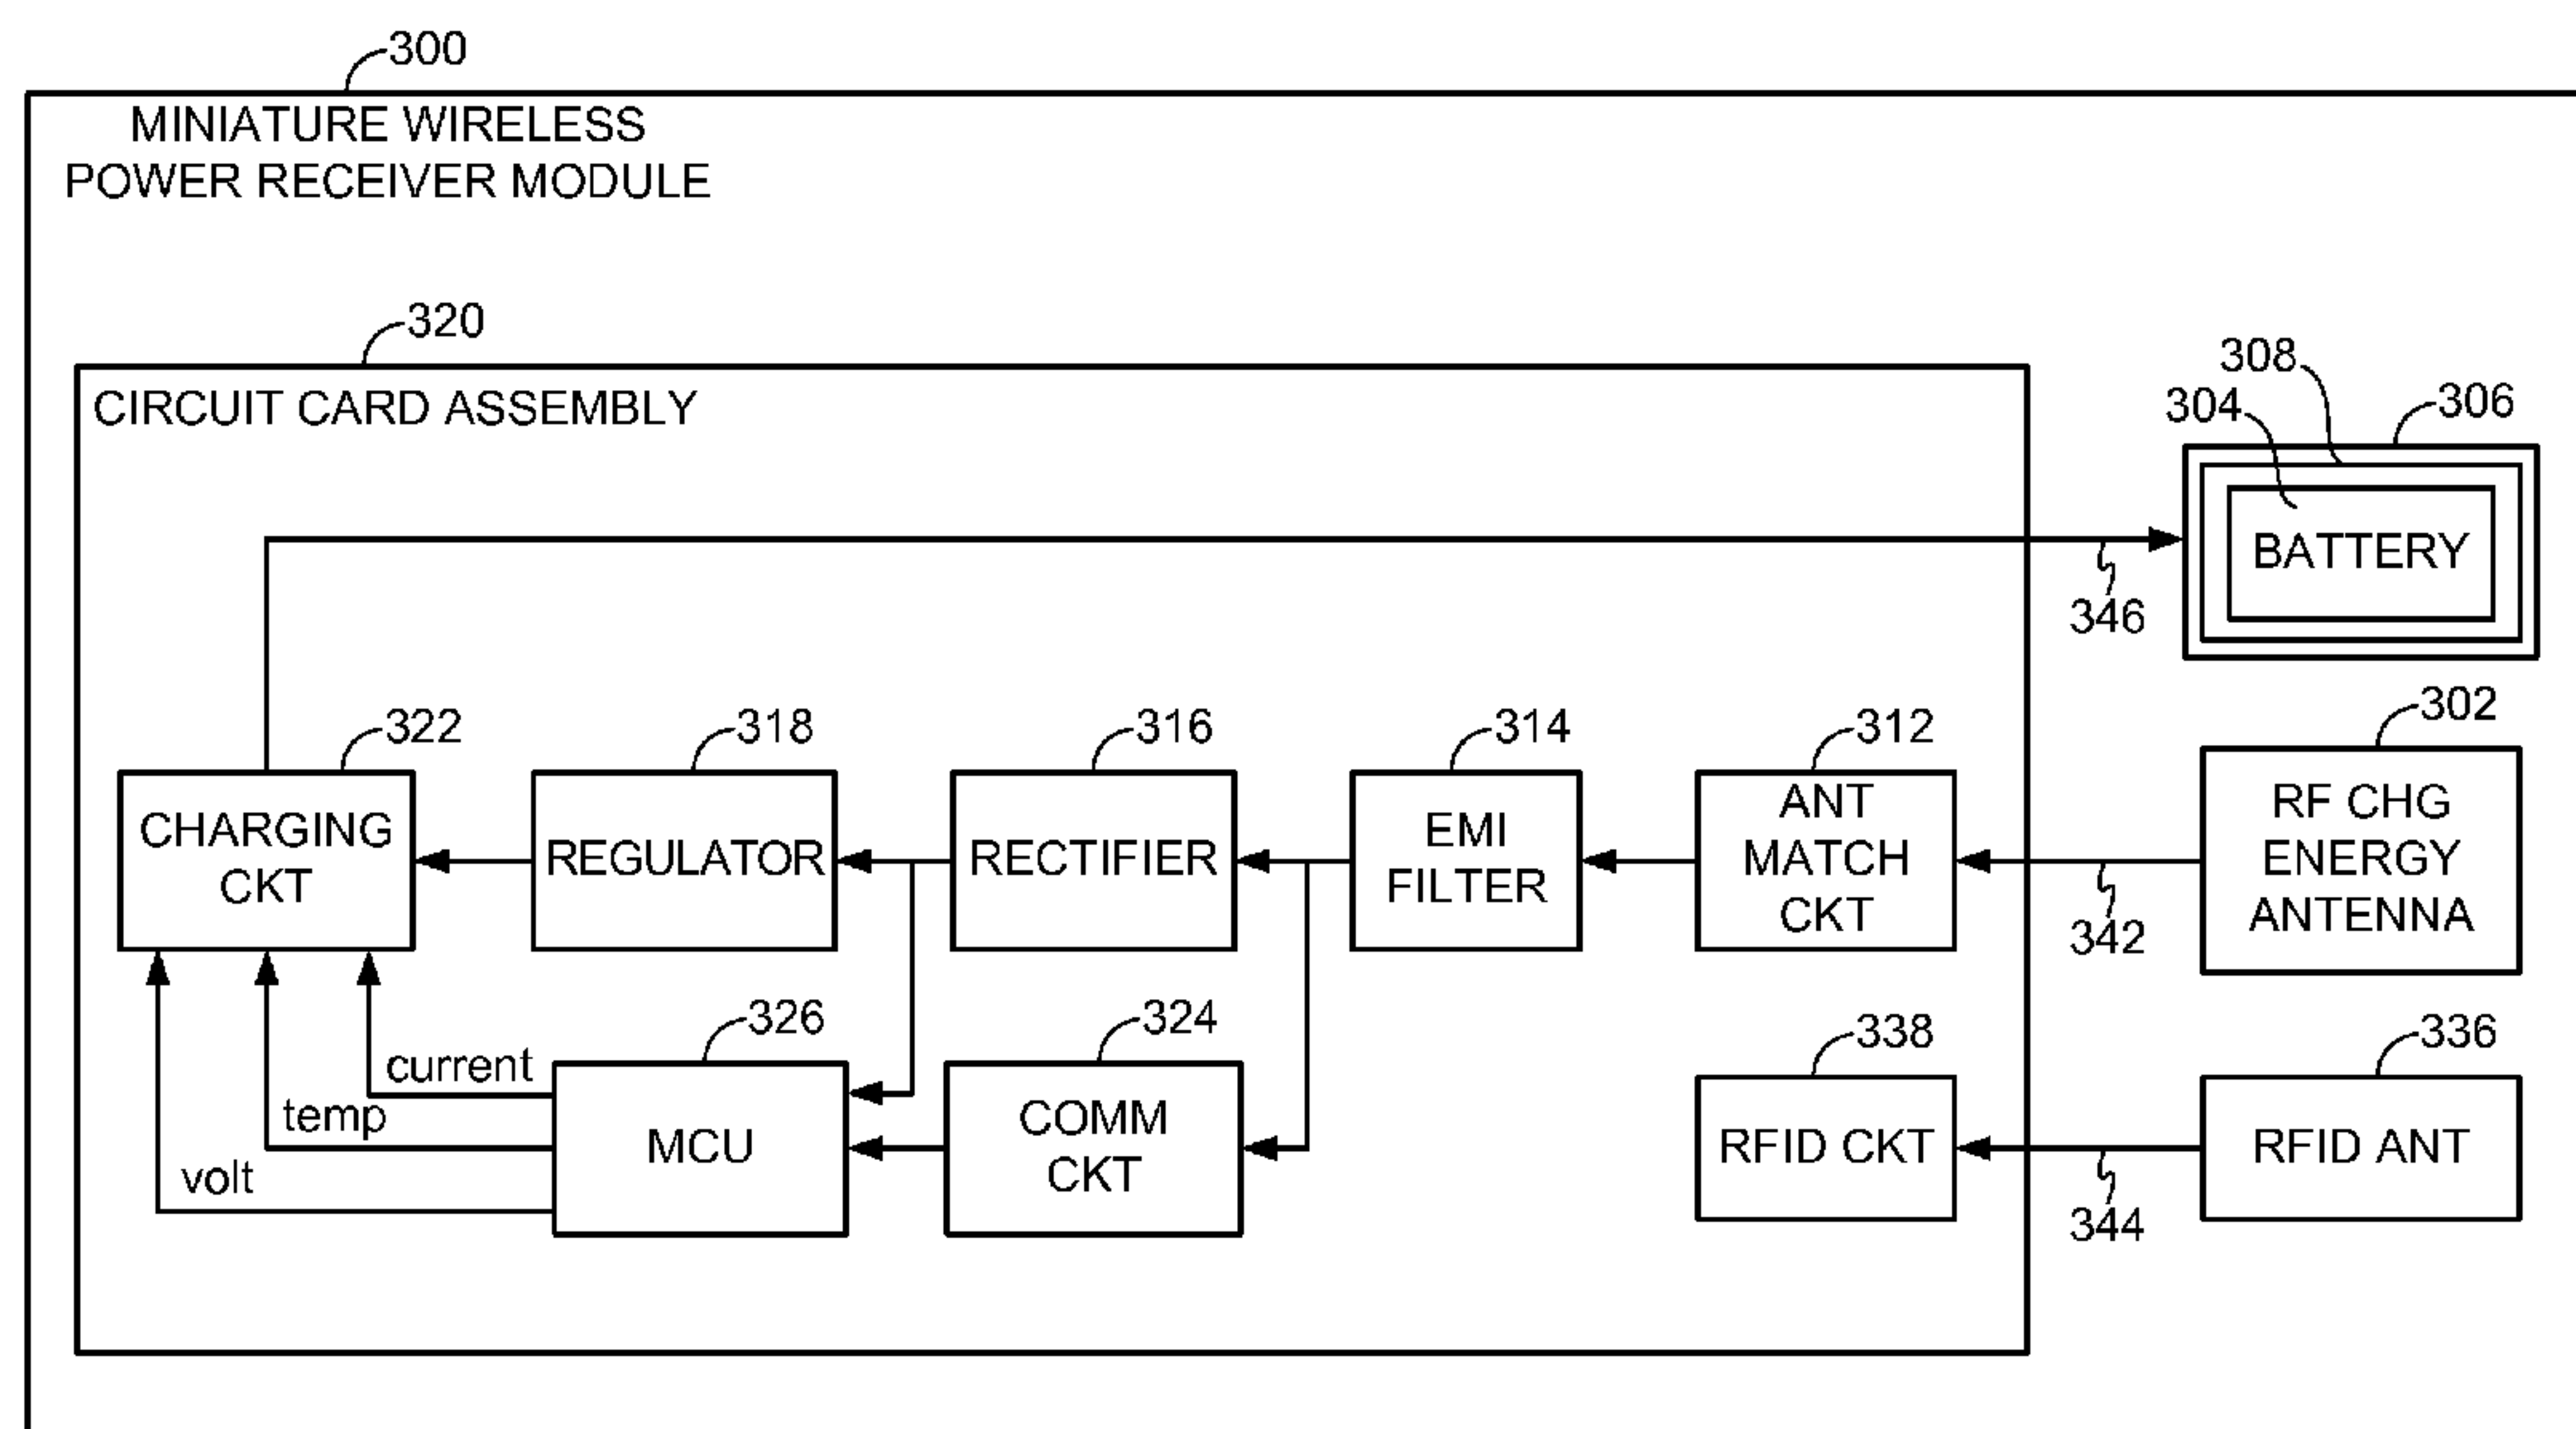 300
MINIATURE WIRELESS
POWER RECEIVER MODULE
320
CIRCUIT CARD ASSEMBLY
308
304
306
BATTERY
346
322
CHARGING
CKT
318
REGULATOR
316
RECTIFIER
314
EMI
FILTER
312
ANT
MATCH
CKT
302
RF CHG
ENERGY
ANTENNA
342
current
temp
volt
326
MCU
324
COMM
CKT
338
RFID CKT
336
RFID ANT
344